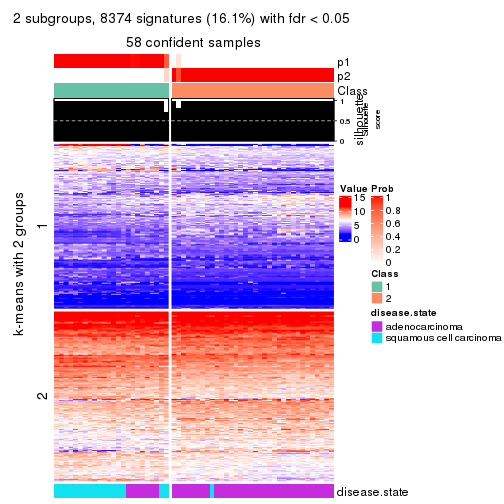 2 subgroups, 8374 signatures (16.1%) with fdr < 0.05
58 confident samples
p1
p2
Class
1
0.5
0
silhouette
Silhouette
score
k-means with 2 groups
1
2
Value
15
10
5
0
Prob
1
0.8
0.6
0.4
0.2
0
Class
1
2
disease.state
adenocarcinoma
squamous cell carcinoma
disease.state